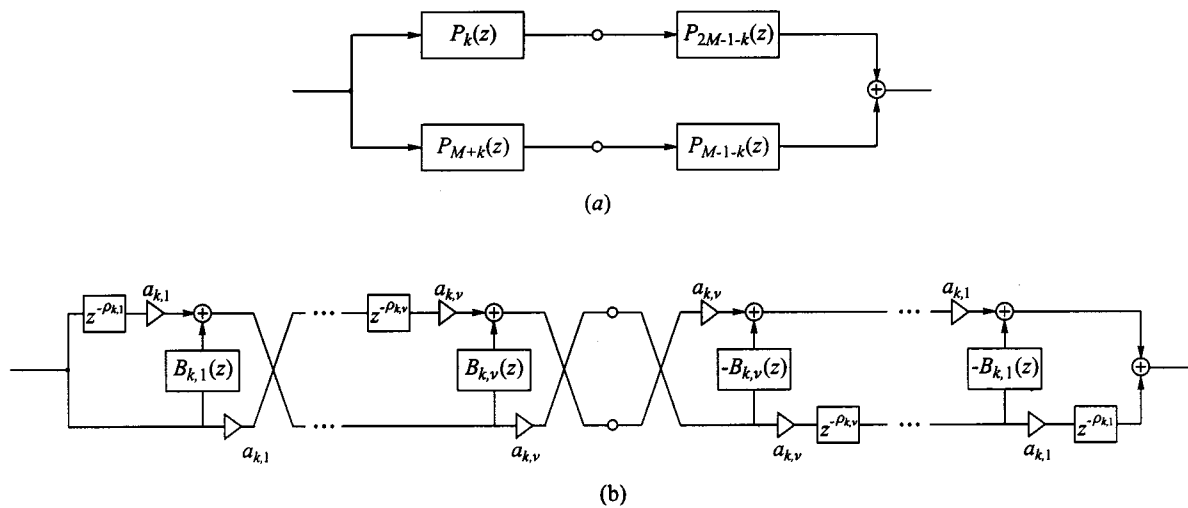 P_k(z) P_{2M-1-k}(z)
P_{M+k}(z) P_{M-1-k}(z)
(a)
a_{k,1} a_{k,ν} a_{k,ν} a_{k,1}
z^{-ρ_{k,1}} ... z^{-ρ_{k,ν}} ...
B_{k,1}(z) B_{k,ν}(z) -B_{k,ν}(z) -B_{k,1}(z)
... z^{-ρ_{k,ν}} ... z^{-ρ_{k,1}}
a_{k,1} a_{k,ν} a_{k,ν} a_{k,1}
(b)